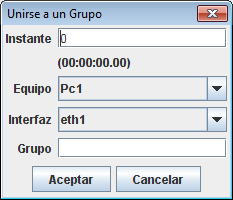 Unirse a un Grupo
Instante 0
(00:00:00.00)
Equipo Pc1
Interfaz eth1
Grupo
Aceptar Cancelar